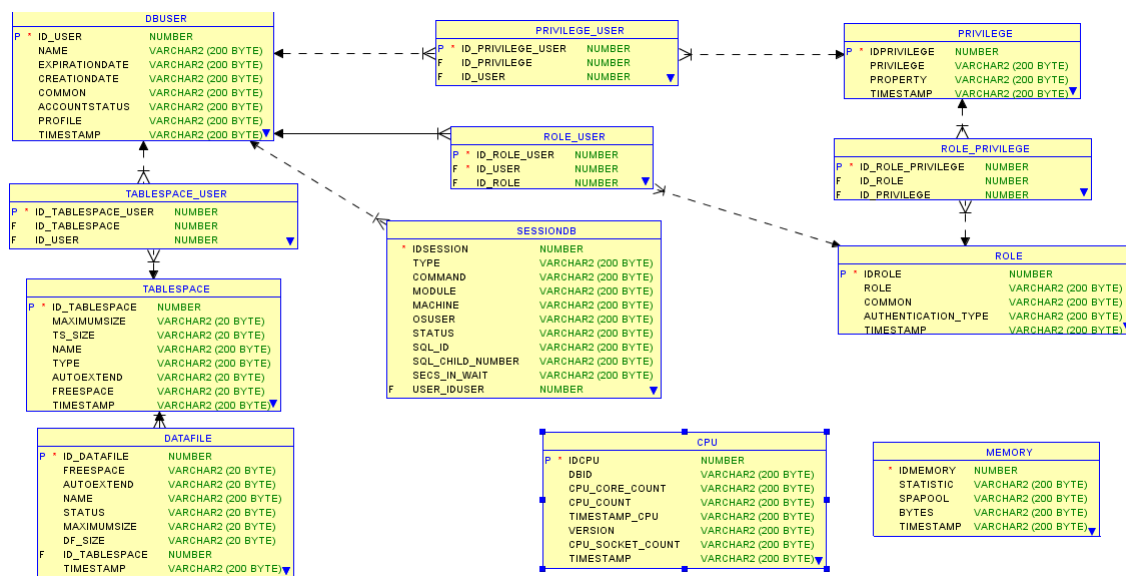 DBUSER
P * ID_USER NUMBER
NAME VARCHAR2 (200 BYTE)
EXPIRATIONDATE VARCHAR2 (200 BYTE)
CREATIONDATE VARCHAR2 (200 BYTE)
COMMON VARCHAR2 (200 BYTE)
ACCOUNTSTATUS VARCHAR2 (200 BYTE)
PROFILE VARCHAR2 (200 BYTE)
TIMESTAMP VARCHAR2 (200 BYTE)
PRIVILEGE_USER
P * ID_PRIVILEGE_USER NUMBER
F ID_PRIVILEGE NUMBER
F ID_USER NUMBER
PRIVILEGE
P * IDPRIVILEGE NUMBER
PRIVILEGE VARCHAR2 (200 BYTE)
PROPERTY VARCHAR2 (200 BYTE)
TIMESTAMP VARCHAR2 (200 BYTE)
ROLE_USER
P * ID_ROLE_USER NUMBER
F * ID_USER NUMBER
F ID_ROLE NUMBER
ROLE_PRIVILEGE
P * ID_ROLE_PRIVILEGE NUMBER
F ID_ROLE NUMBER
F ID_PRIVILEGE NUMBER
TABLESPACE_USER
P * ID_TABLESPACE_USER NUMBER
F ID_TABLESPACE NUMBER
F ID_USER NUMBER
SESSIONDB
* IDSESSION NUMBER
TYPE VARCHAR2 (200 BYTE)
COMMAND VARCHAR2 (200 BYTE)
MODULE VARCHAR2 (200 BYTE)
MACHINE VARCHAR2 (200 BYTE)
OSUSER VARCHAR2 (200 BYTE)
STATUS VARCHAR2 (200 BYTE)
SQL_ID VARCHAR2 (200 BYTE)
SQL_CHILD_NUMBER VARCHAR2 (200 BYTE)
SECS_IN_WAIT VARCHAR2 (200 BYTE)
F USER_IDUSER NUMBER
ROLE
P * IDROLE NUMBER
ROLE VARCHAR2 (200 BYTE)
COMMON VARCHAR2 (200 BYTE)
AUTHENTICATION_TYPE VARCHAR2 (200 BYTE)
TIMESTAMP VARCHAR2 (200 BYTE)
TABLESPACE
P * ID_TABLESPACE NUMBER
MAXIMUMSIZE VARCHAR2 (20 BYTE)
TS_SIZE VARCHAR2 (20 BYTE)
NAME VARCHAR2 (200 BYTE)
TYPE VARCHAR2 (200 BYTE)
AUTOEXTEND VARCHAR2 (20 BYTE)
FREESPACE VARCHAR2 (20 BYTE)
TIMESTAMP VARCHAR2 (200 BYTE)
DATAFILE
P * ID_DATAFILE NUMBER
FREESPACE VARCHAR2 (20 BYTE)
AUTOEXTEND VARCHAR2 (20 BYTE)
NAME VARCHAR2 (200 BYTE)
STATUS VARCHAR2 (200 BYTE)
MAXIMUMSIZE VARCHAR2 (20 BYTE)
DF_SIZE VARCHAR2 (20 BYTE)
F ID_TABLESPACE NUMBER
TIMESTAMP VARCHAR2 (200 BYTE)
CPU
P * IDCPU NUMBER
DBID VARCHAR2 (200 BYTE)
CPU_CORE_COUNT VARCHAR2 (200 BYTE)
CPU_COUNT VARCHAR2 (200 BYTE)
TIMESTAMP_CPU VARCHAR2 (200 BYTE)
VERSION VARCHAR2 (200 BYTE)
CPU_SOCKET_COUNT VARCHAR2 (200 BYTE)
TIMESTAMP VARCHAR2 (200 BYTE)
MEMORY
* IDMEMORY NUMBER
STATISTIC VARCHAR2 (200 BYTE)
SPAPOOL VARCHAR2 (200 BYTE)
BYTES VARCHAR2 (200 BYTE)
TIMESTAMP VARCHAR2 (200 BYTE)